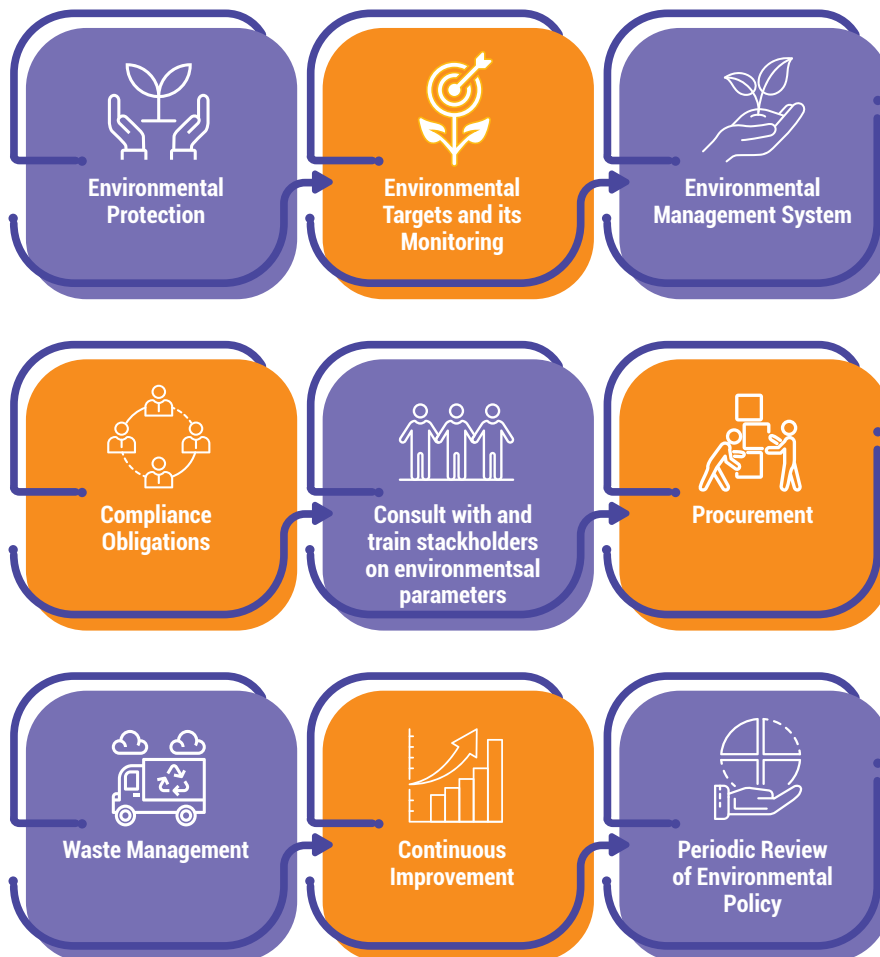 Environmental
Protection
Environmental
Targets and its
Monitoring
Environmental
Management System
Compliance
Obligations
Consult with and
train stackholders
on environmentsal
parameters
Procurement
Waste Management
Continuous
Improvement
Periodic Review
of Environmental
Policy